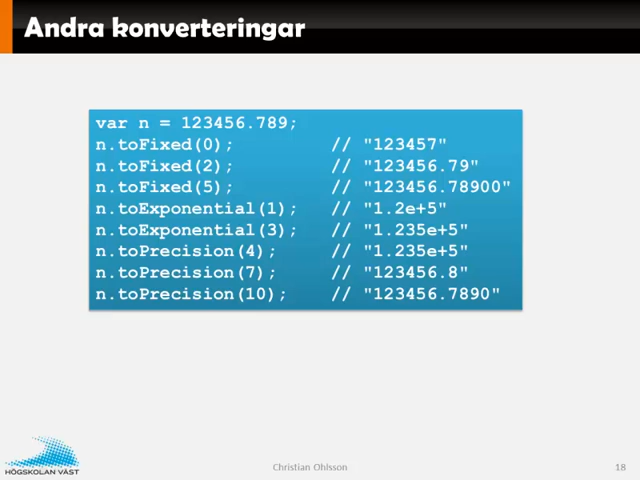 Andra konverteringar
var n = 123456.789;
n.toFixed(0); // "123457"
n.toFixed(2); // "123456.79"
n.toFixed(5); // "123456.78900"
n.toExponential(1); // "1.2e+5"
n.toExponential(3); // "1.235e+5"
n.toPrecision(4); // "1.235e+5"
n.toPrecision(7); // "123456.8"
n.toPrecision(10); // "123456.7890"
HÖGSKOLAN VÄST
Christian Ohlsson
18